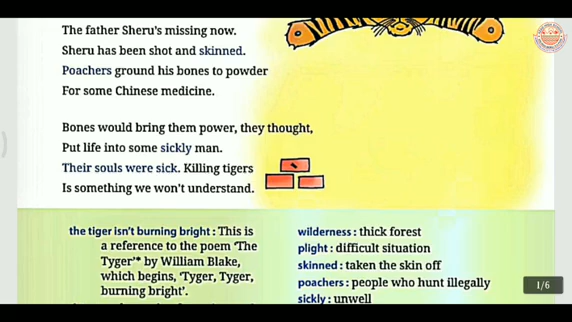 The father Sheru's missing now.
Sheru has been shot and skinned.
Poachers ground his bones to powder
For some Chinese medicine.
Bones would bring them power, they thought,
Put life into some sickly man.
Their souls were sick. Killing tigers
Is something we won't understand.
the tiger isn't burning bright : This is
a reference to the poem 'The
Tyger'* by William Blake,
which begins, 'Tyger, Tyger,
burning bright'.
wilderness : thick forest
plight : difficult situation
skinned : taken the skin off
poachers : people who hunt illegally
sickly : unwell
1/6